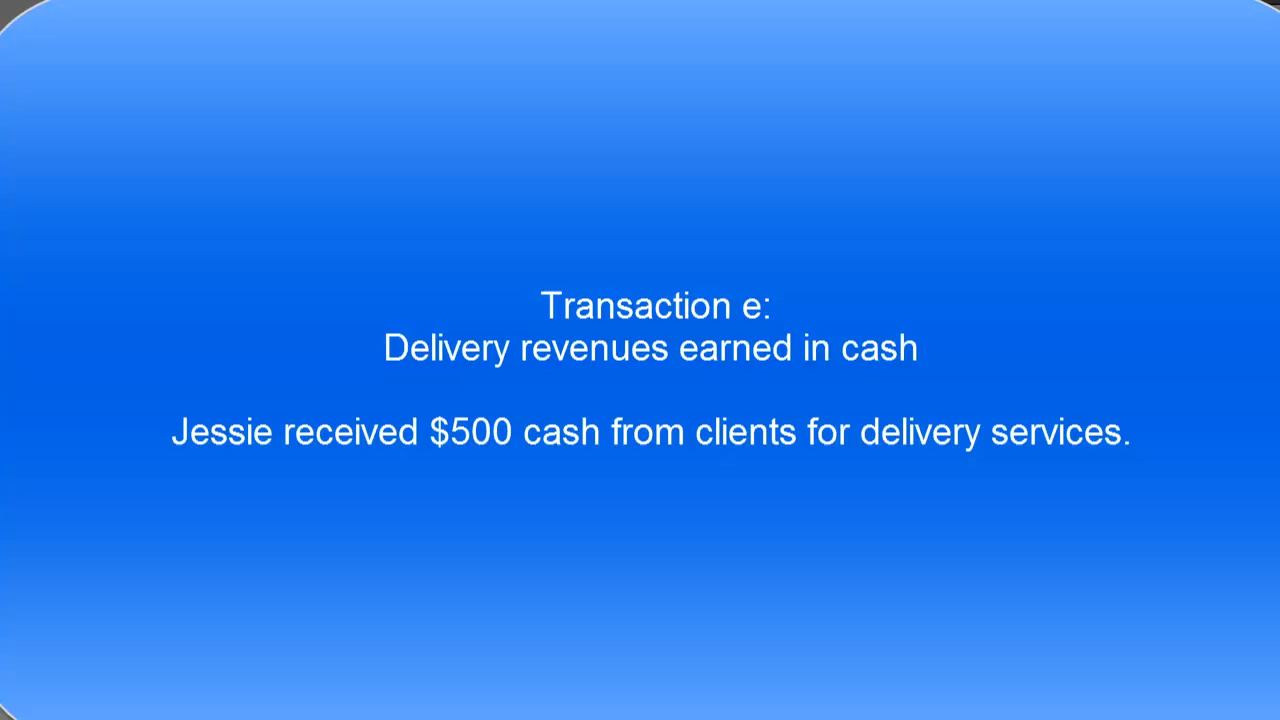 Transaction e:
Delivery revenues earned in cash
Jessie received $500 cash from clients for delivery services.